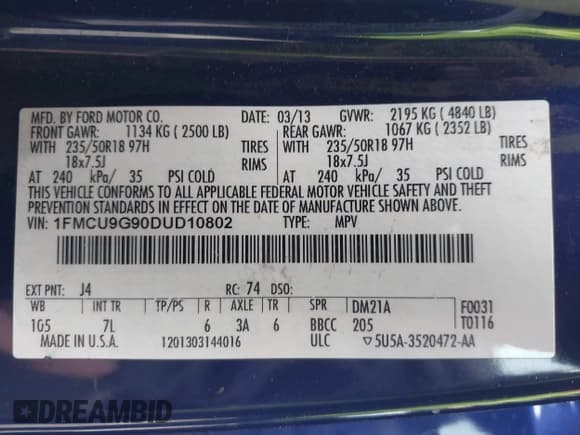 MFD. BY FORD MOTOR CO. DATE: 03/13 GVWR: 2195 KG ( 4840 LB)
FRONT GAWR: 1134 KG ( 2500 LB) REAR GAWR: 1067 KG ( 2352 LB)
WITH 235/50R18 97H TIRES WITH 235/50R18 97H TIRES
18x7.5J RIMS 18x7.5J RIMS
AT 240 kPa/ 35 PSI COLD AT 240 kPa/ 35 PSI COLD
THIS VEHICLE CONFORMS TO ALL APPLICABLE FEDERAL MOTOR VEHICLE SAFETY AND THEFT
PREVENTION STANDARDS IN EFFECT ON THE DATE OF MANUFACTURE SHOWN ABOVE.
VIN: 1FMCU9G90DUD10802 TYPE: MPV
EXT PNT: J4 RC: 74 DSO:
WB INT TR TP/PS R AXLE TR SPR DM21A F0031
1G5 7L 6 3A 6 BBCC 205 T0116
MADE IN U.S.A. 1201303144016 ULC ▽5U5A-3520472-AA
DREAMBID